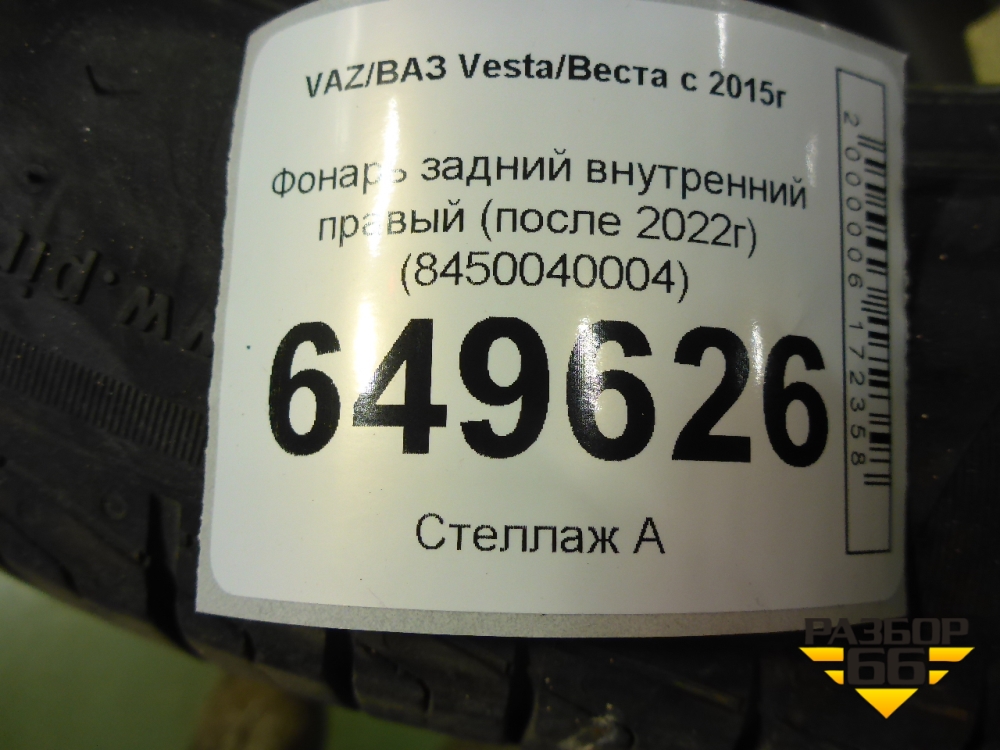 VAZ/ВАЗ Vesta/Веста с 2015г
Фонарь задний внутренний
правый (после 2022г)
(8450040004)
649626
Стеллаж А
2000006172358
РАЗБОР
66